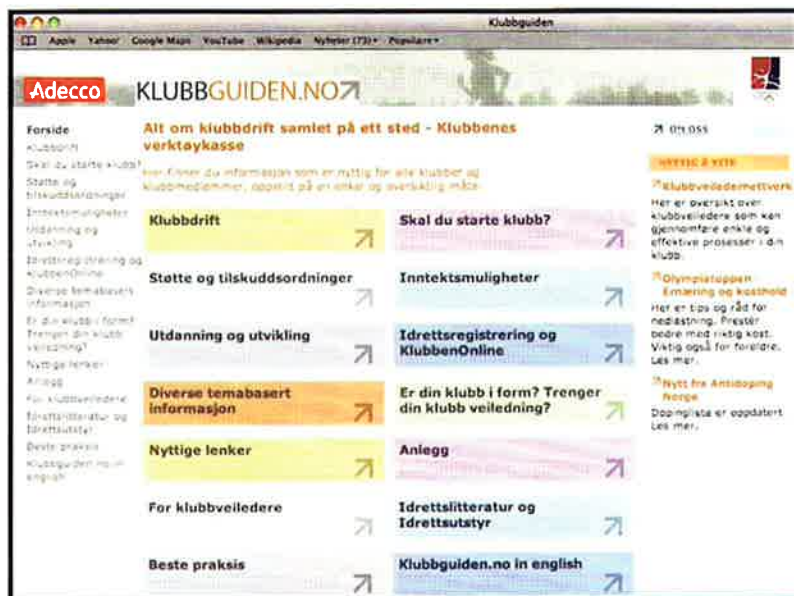 Klubbguiden
Apple Yahoo! Google Maps YouTube Wikipedia Nyheter (73) Populære
Adecco KLUBBGUIDEN.NO
Forside
Klubbdrift
Skal du starte klubb?
Støtte og
tilskuddsordninger
Inntektsmuligheter
Utdanning og
utvikling
Idrettsregistrering og
KlubbenOnline
Diverse temabasert
informasjon
Er din klubb i form?
Trenger din klubb
veiledning?
Nyttige lenker
Anlegg
For klubbveiledere
Idrettslitteratur og
Idrettsutstyr
Beste praksis
Klubbguiden.no in
english
Alt om klubbdrift samlet på ett sted - Klubbenes
verktøykasse
Her finner du informasjon som er nyttig for alle klubber og
klubbmedlemmer, oppstilt på en enkel og oversiktlig måte.
Klubbdrift
Skal du starte klubb?
Støtte og tilskuddsordninger
Inntektsmuligheter
Utdanning og utvikling
Idrettsregistrering og
KlubbenOnline
Diverse temabasert
informasjon
Er din klubb i form? Trenger
din klubb veiledning?
Nyttige lenker
Anlegg
For klubbveiledere
Idrettslitteratur og
Idrettsutstyr
Beste praksis
Klubbguiden.no in english
OM OSS
NYTTIG Å VITE
Klubbveiledernettverk
Her er oversikt over
klubbveiledere som kan
gjennomføre enkle og
effektive prosesser i din
klubb.
Olympiatoppen
Ernæring og kosthold
Her er tips og råd for
nedlastning. Prestér
bedre med riktig kost.
Viktig også for foreldre.
Les mer.
Nytt fra Antidoping
Norge
Dopingliste er oppdatert
Les mer.